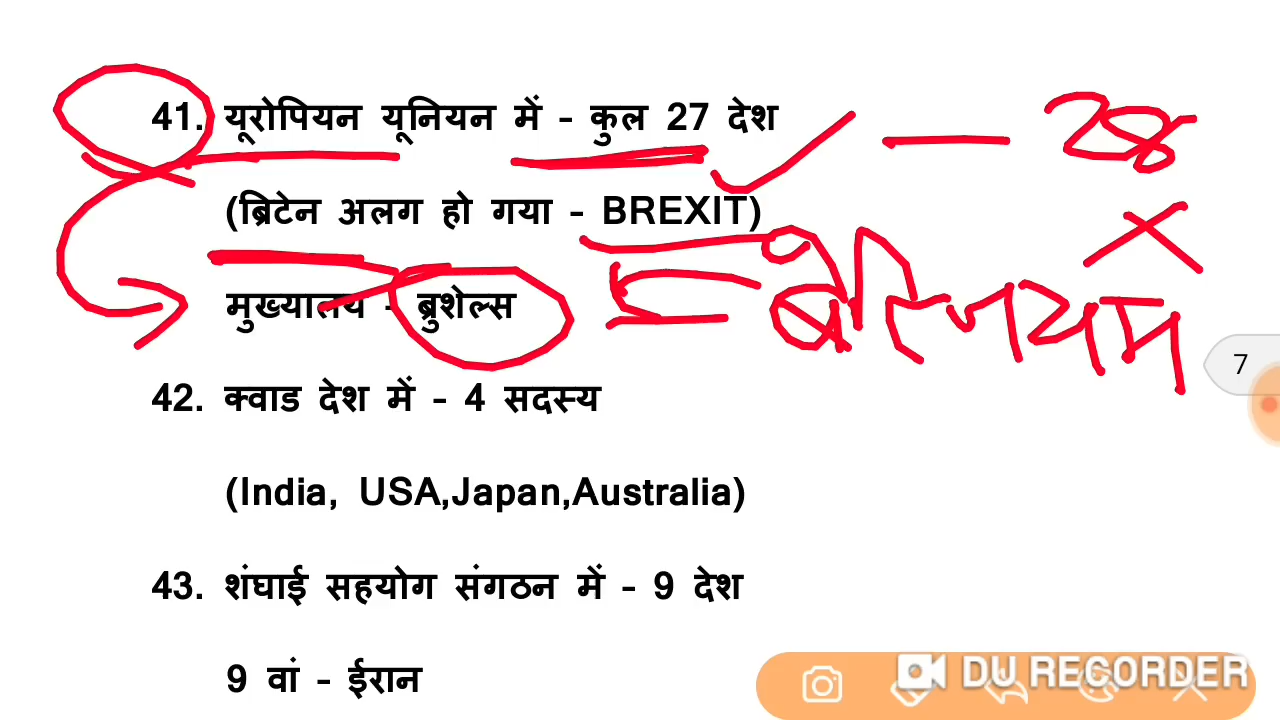 41. यूरोपियन यूनियन में - कुल 27 देश - 28
(ब्रिटेन अलग हो गया - BREXIT)
मुख्यालय - ब्रुशेल्स
42. क्वाड देश में - 4 सदस्य
(India, USA,Japan,Australia)
43. शंघाई सहयोग संगठन में - 9 देश
9 वां - ईरान
7
DU RECORDER